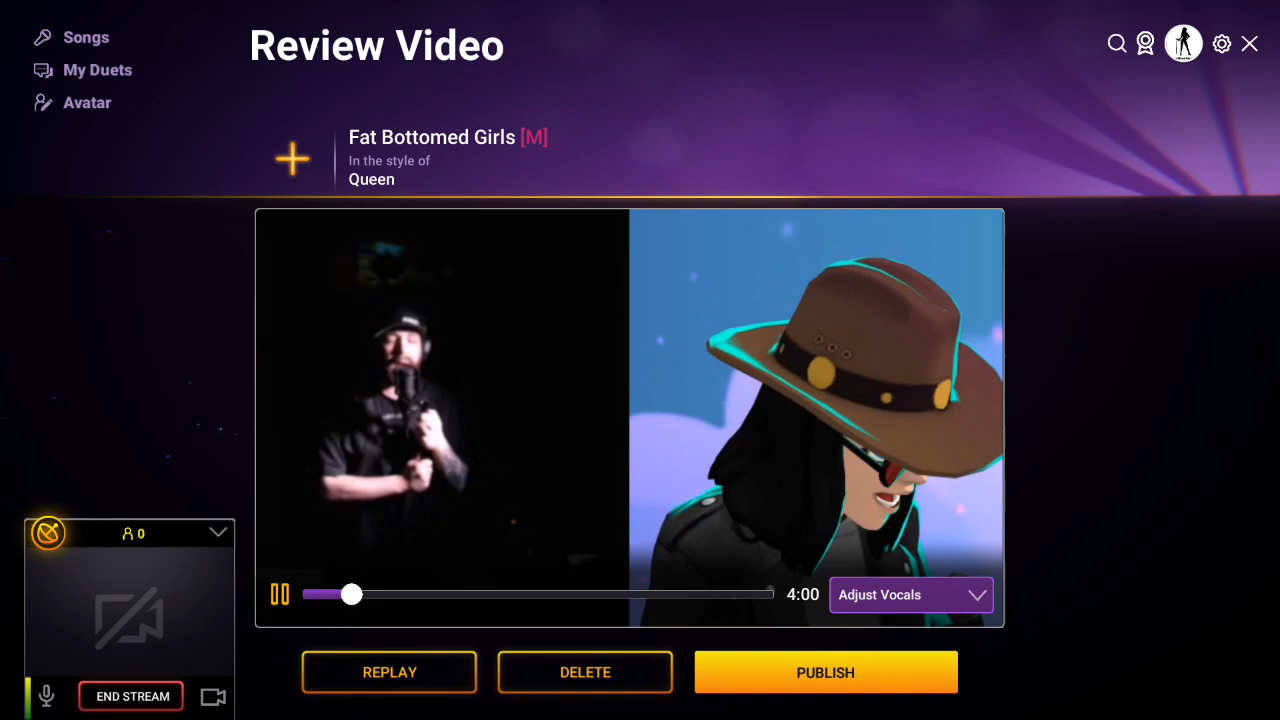 Songs
My Duets
Avatar
Review Video
Fat Bottomed Girls [M]
In the style of
Queen
0
END STREAM
4:00
Adjust Vocals
REPLAY
DELETE
PUBLISH